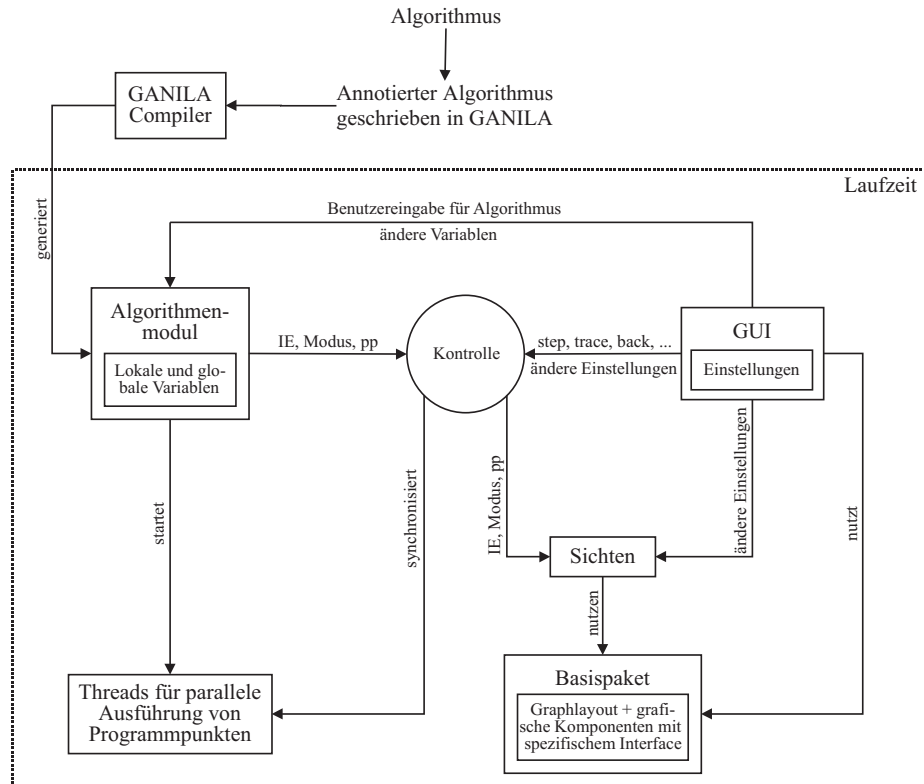 Algorithmus
GANILA
Compiler
Annotierter Algorithmus
geschrieben in GANILA
Laufzeit
generiert
Benutzereingabe für Algorithmus
ändere Variablen
Algorithmen-
modul
Lokale und glo-
bale Variablen
IE, Modus, pp
Kontrolle
step, trace, back, ...
ändere Einstellungen
GUI
Einstellungen
startet
synchronisiert
IE, Modus, pp
ändere Einstellungen
nutzt
Sichten
nutzen
Threads für parallele
Ausführung von
Programmpunkten
Basispaket
Graphlayout + grafi-
sche Komponenten mit
spezifischem Interface